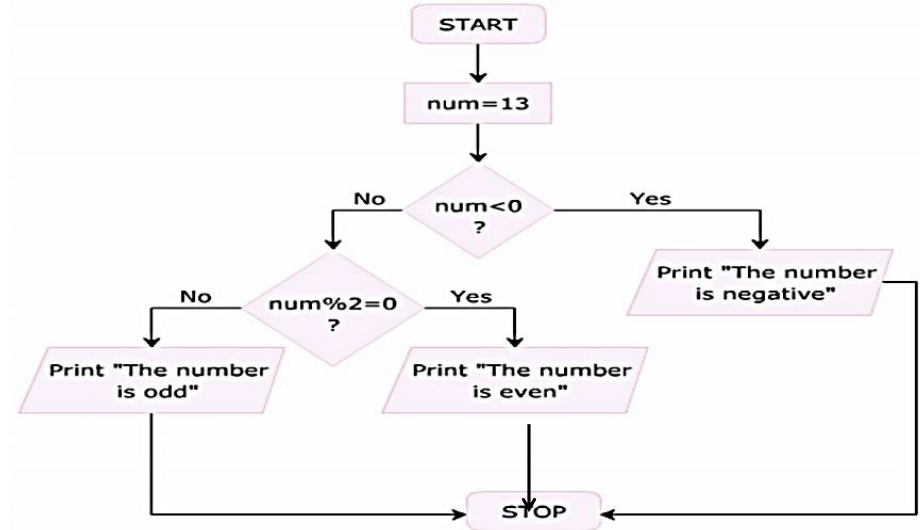 START
num=13
No
num<0
?
Yes
Print "The number
is negative"
No
num%2=0
?
Yes
Print "The number
is odd"
Print "The number
is even"
STOP